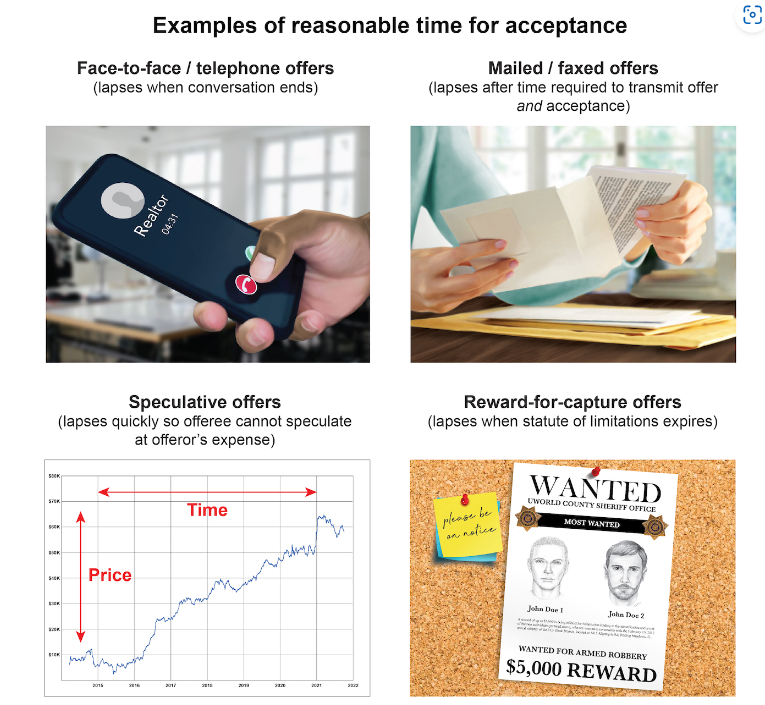 Examples of reasonable time for acceptance
Face-to-face / telephone offers
(lapses when conversation ends)
Mailed / faxed offers
(lapses after time required to transmit offer
and acceptance)
Realtor
04:31
Speculative offers
(lapses quickly so offeree cannot speculate
at offeror's expense)
$80K
$70K
$60K
$50K
$40K
$30K
$20K
$10K
Time
Price
2015
2016
2017
2018
2019
2020
2021
2022
Reward-for-capture offers
(lapses when statute of limitations expires)
please be
on notice
WANTED
UWORLD COUNTY SHERIFF OFFICE
MOST WANTED
John Doe 1
John Doe 2
WANTED FOR ARMED ROBBERY
$5,000 REWARD